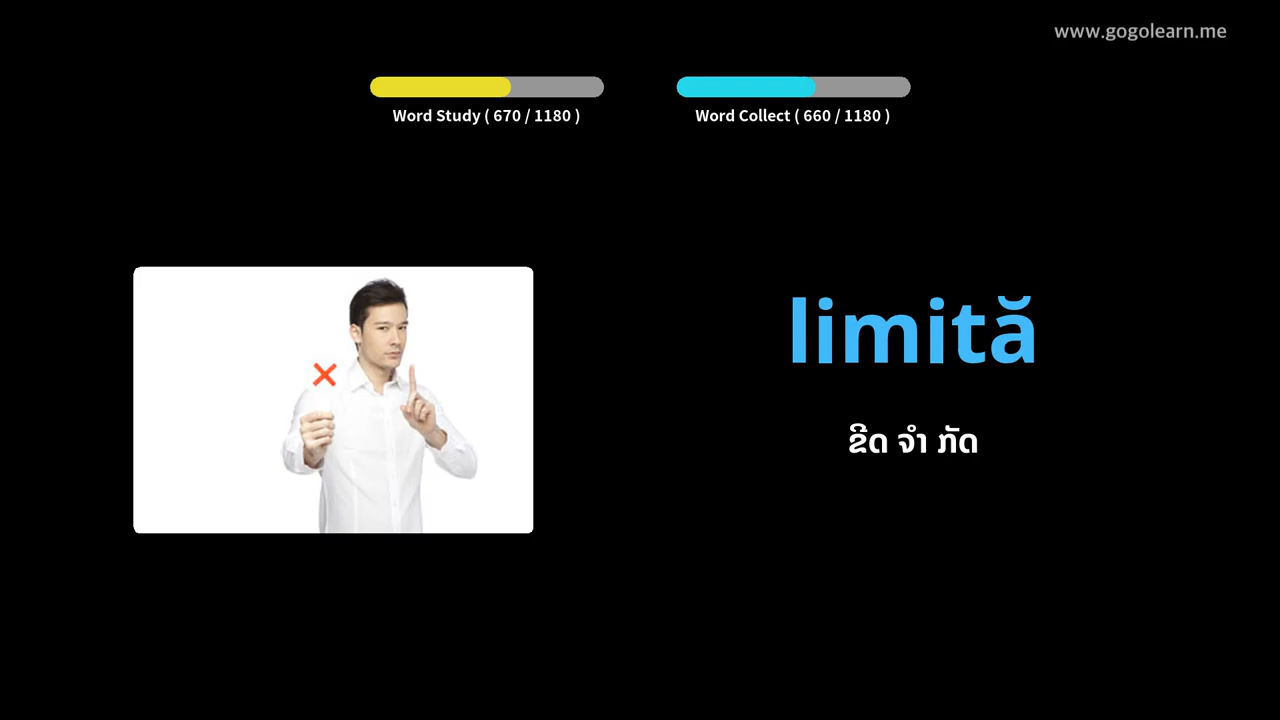 www.gogolearn.me
Word Study ( 670 / 1180 )
Word Collect ( 660 / 1180 )
limită
ຂີດ ຈຳ ກັດ